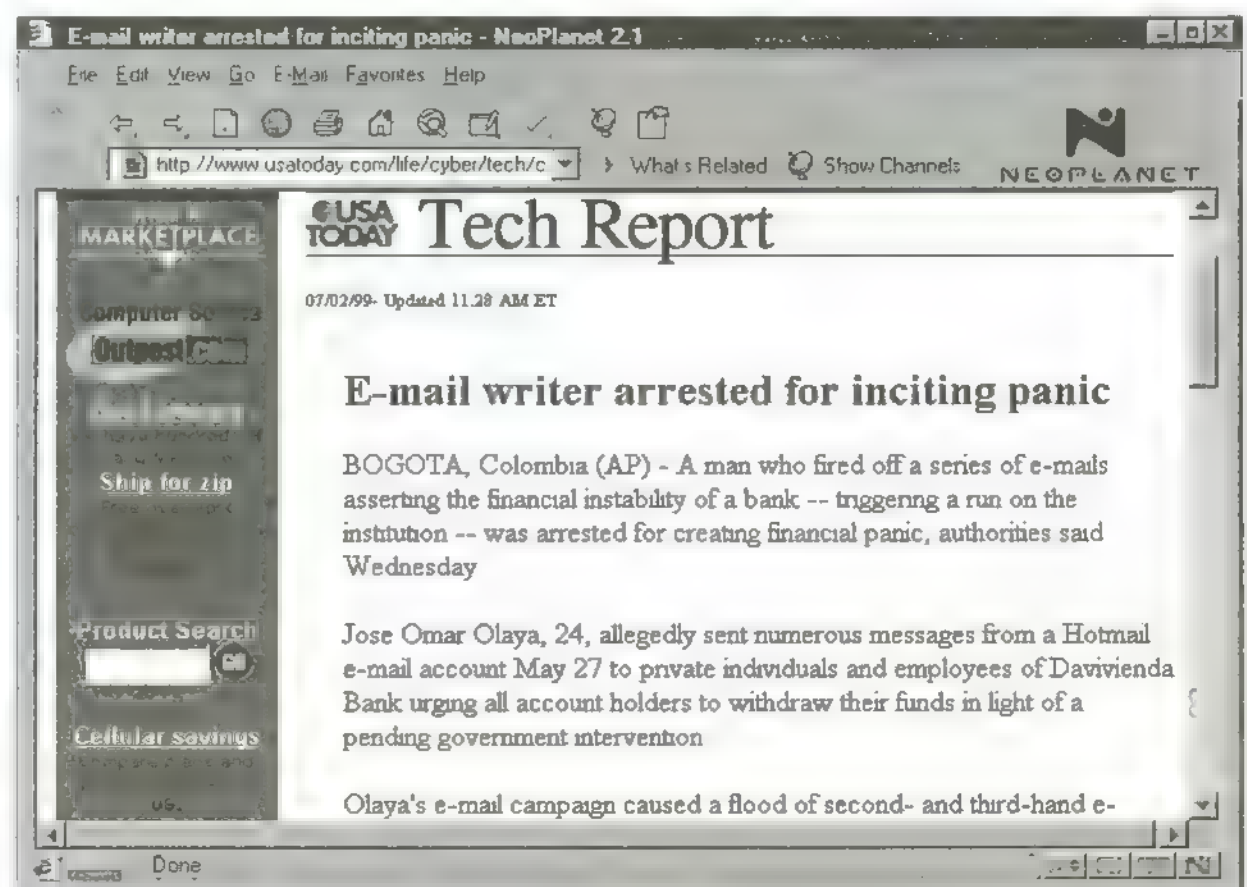 E-mail writer arrested for inciting panic - NeoPlanet 2.1
File Edit View Go E-Mail Favorites Help
http //www usatoday com/life/cyber/tech/c What s Related Show Channels
NEOPLANET
MARKETPLACE
Computer
Outpost
Ship for zip
Product Search
Cellular savings
us.
USA TODAY Tech Report
07/02/99- Updated 11.28 AM ET
E-mail writer arrested for inciting panic
BOGOTA, Colombia (AP) - A man who fired off a series of e-mails
asserting the financial instability of a bank -- triggering a run on the
institution -- was arrested for creating financial panic, authorities said
Wednesday
Jose Omar Olaya, 24, allegedly sent numerous messages from a Hotmail
e-mail account May 27 to private individuals and employees of Davivienda
Bank urging all account holders to withdraw their funds in light of a
pending government intervention
Olaya's e-mail campaign caused a flood of second- and third-hand e-
Done